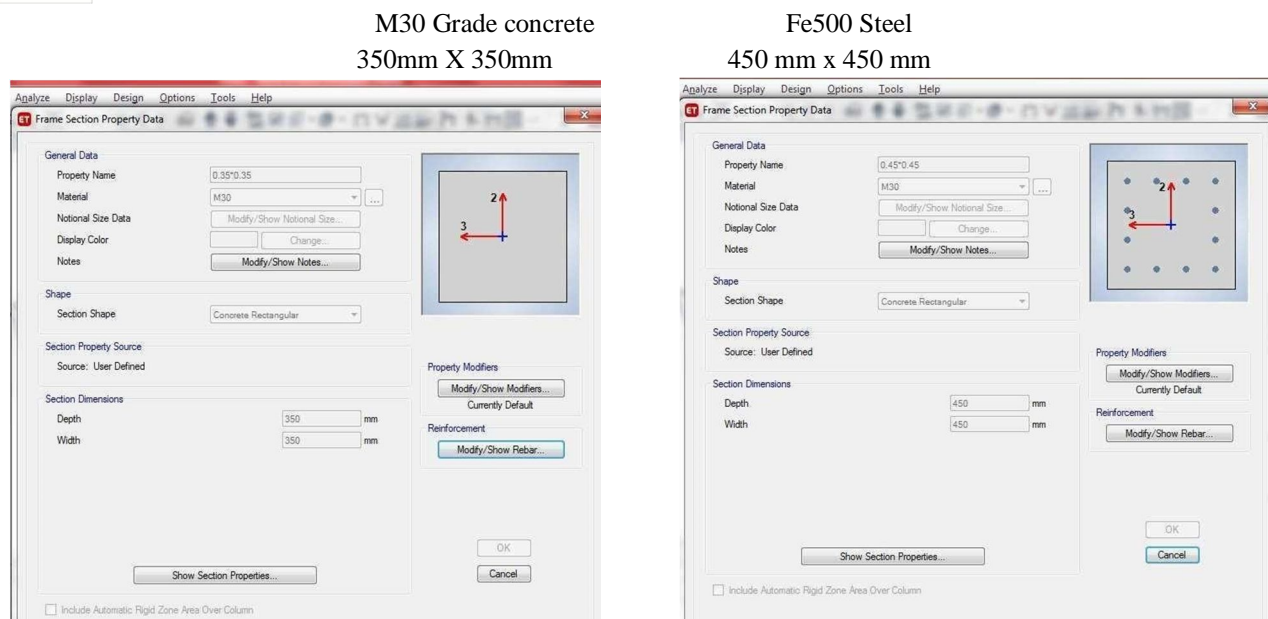 M30 Grade concrete Fe500 Steel
350mm X 350mm 450 mm x 450 mm
Analyze Display Design Options Tools Help
ET Frame Section Property Data
General Data
Property Name 0.35*0.35
Material M30 ...
Notional Size Data Modify/Show Notional Size...
Display Color Change...
Notes Modify/Show Notes...
2
3
Shape
Section Shape Concrete Rectangular
Section Property Source
Source: User Defined
Property Modifiers
Modify/Show Modifiers...
Currently Default
Section Dimensions
Depth 350 mm
Width 350 mm
Reinforcement
Modify/Show Rebar...
OK
Show Section Properties... Cancel
Include Automatic Rigid Zone Area Over Column
Analyze Display Design Options Tools Help
ET Frame Section Property Data
General Data
Property Name 0.45*0.45
Material M30 ...
Notional Size Data Modify/Show Notional Size...
Display Color Change...
Notes Modify/Show Notes...
2
3
Shape
Section Shape Concrete Rectangular
Section Property Source
Source: User Defined
Property Modifiers
Modify/Show Modifiers...
Currently Default
Section Dimensions
Depth 450 mm
Width 450 mm
Reinforcement
Modify/Show Rebar...
OK
Show Section Properties... Cancel
Include Automatic Rigid Zone Area Over Column